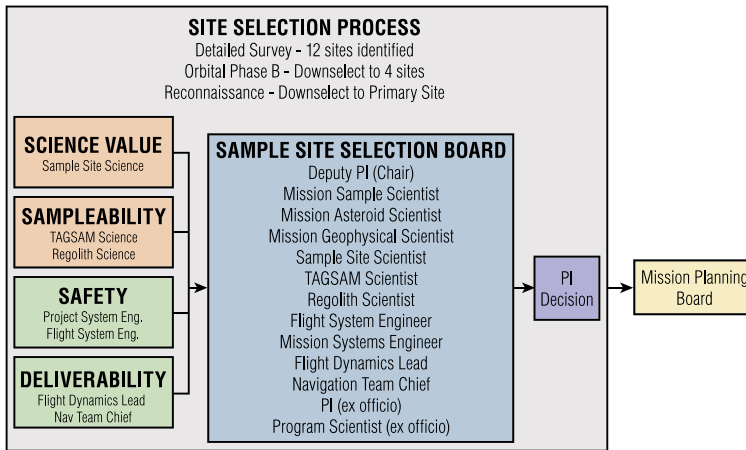 SITE SELECTION PROCESS
Detailed Survey - 12 sites identified
Orbital Phase B - Downselect to 4 sites
Reconnaissance - Downselect to Primary Site
SCIENCE VALUE
Sample Site Science
SAMPLEABILITY
TAGSAM Science
Regolith Science
SAFETY
Project System Eng.
Flight System Eng.
DELIVERABILITY
Flight Dynamics Lead
Nav Team Chief
SAMPLE SITE SELECTION BOARD
Deputy PI (Chair)
Mission Sample Scientist
Mission Asteroid Scientist
Mission Geophysical Scientist
Sample Site Scientist
TAGSAM Scientist
Regolith Scientist
Flight System Engineer
Mission Systems Engineer
Flight Dynamics Lead
Navigation Team Chief
PI (ex officio)
Program Scientist (ex officio)
PI
Decision
Mission Planning
Board